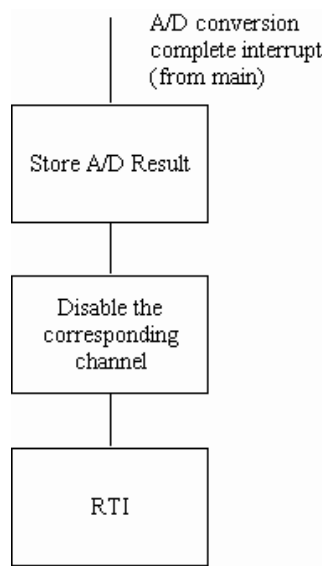 A/D conversion
complete interrupt
(from main)
Store A/D Result
Disable the
corresponding
channel
RTI